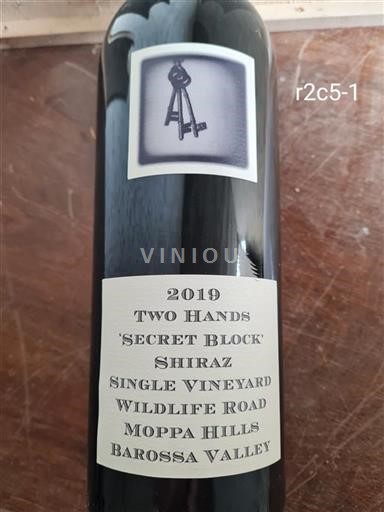 r2c5-1
VINIOU
2019
TWO HANDS
'SECRET BLOCK'
SHIRAZ
SINGLE VINEYARD
WILDLIFE ROAD
MOPPA HILLS
BAROSSA VALLEY